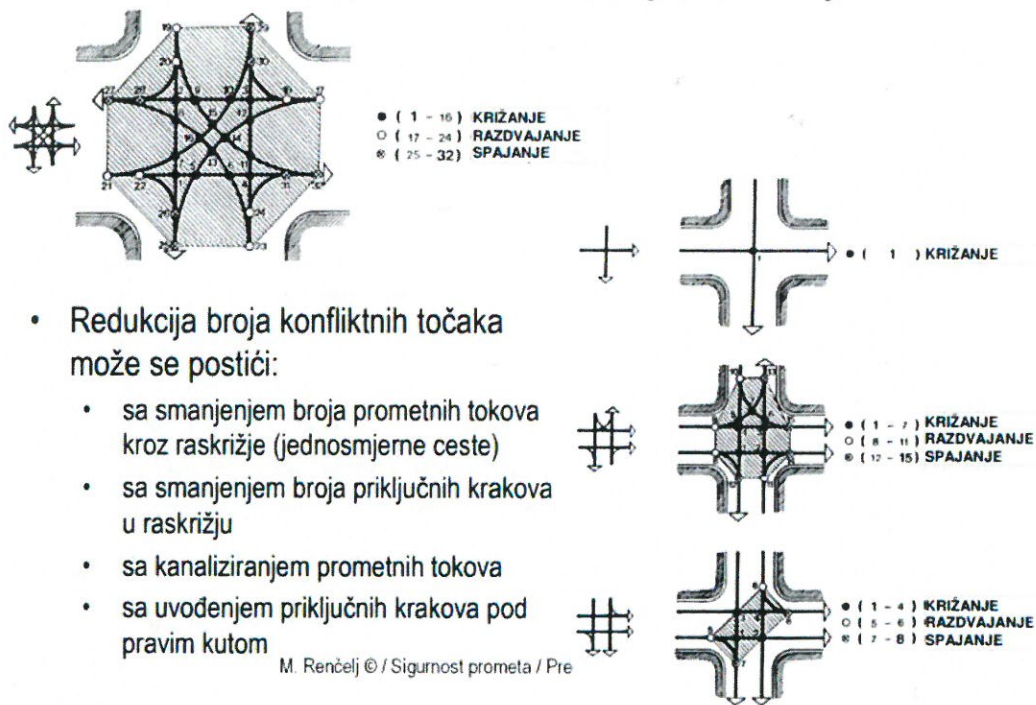 ● ( 1 - 16) KRIŽANJE
○ ( 17 - 24) RAZDVAJANJE
⊗ ( 25 - 32) SPAJANJE
● ( 1 ) KRIŽANJE
• Redukcija broja konfliktnih točaka
može se postići:
• sa smanjenjem broja prometnih tokova
kroz raskrižje (jednosmjerne ceste)
• sa smanjenjem broja priključnih krakova
u raskrižju
• sa kanaliziranjem prometnih tokova
• sa uvođenjem priključnih krakova pod
pravim kutom
● ( 1 - 7) KRIŽANJE
○ ( 8 - 11) RAZDVAJANJE
⊗ ( 12 - 15) SPAJANJE
● ( 1 - 4) KRIŽANJE
○ ( 5 - 6) RAZDVAJANJE
⊗ ( 7 - 8) SPAJANJE
M. Renčelj © / Sigurnost prometa / Pre